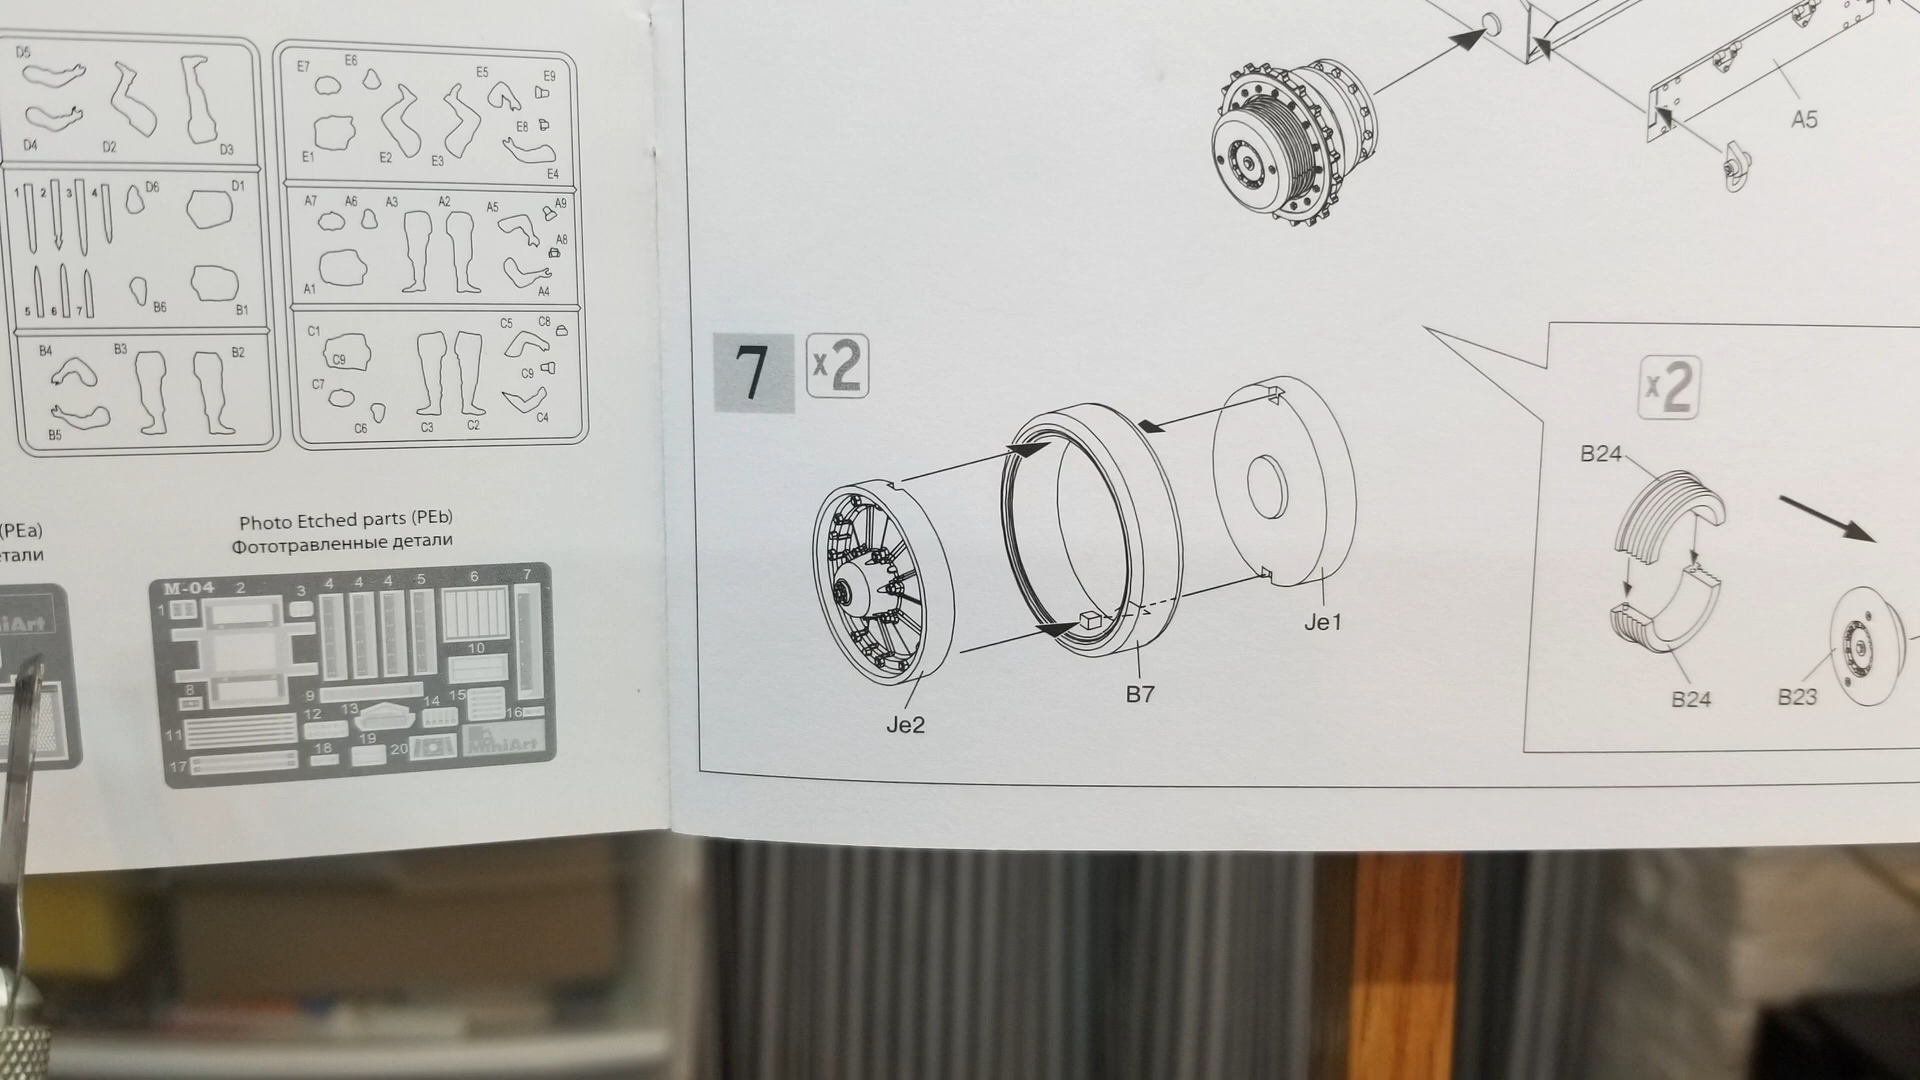 D5
D4
D2
D3
1
2
3
4
D6
D1
5
6
7
B6
B1
B4
B3
B2
B5
E7
E6
E5
E9
E8
E1
E2
E3
E4
A7
A6
A3
A2
A5
A9
A8
A1
A4
C1
C9
C5
C8
C7
C9
C6
C3
C2
C4
(PEa)
Photo Etched parts (PEb)
Фототравленные детали
M-04
1
2
3
4
4
4
5
6
7
8
9
10
11
12
13
14
15
16
17
18
19
20
MiniArt
7
x2
Je2
B7
Je1
A5
x2
B24
B24
B23